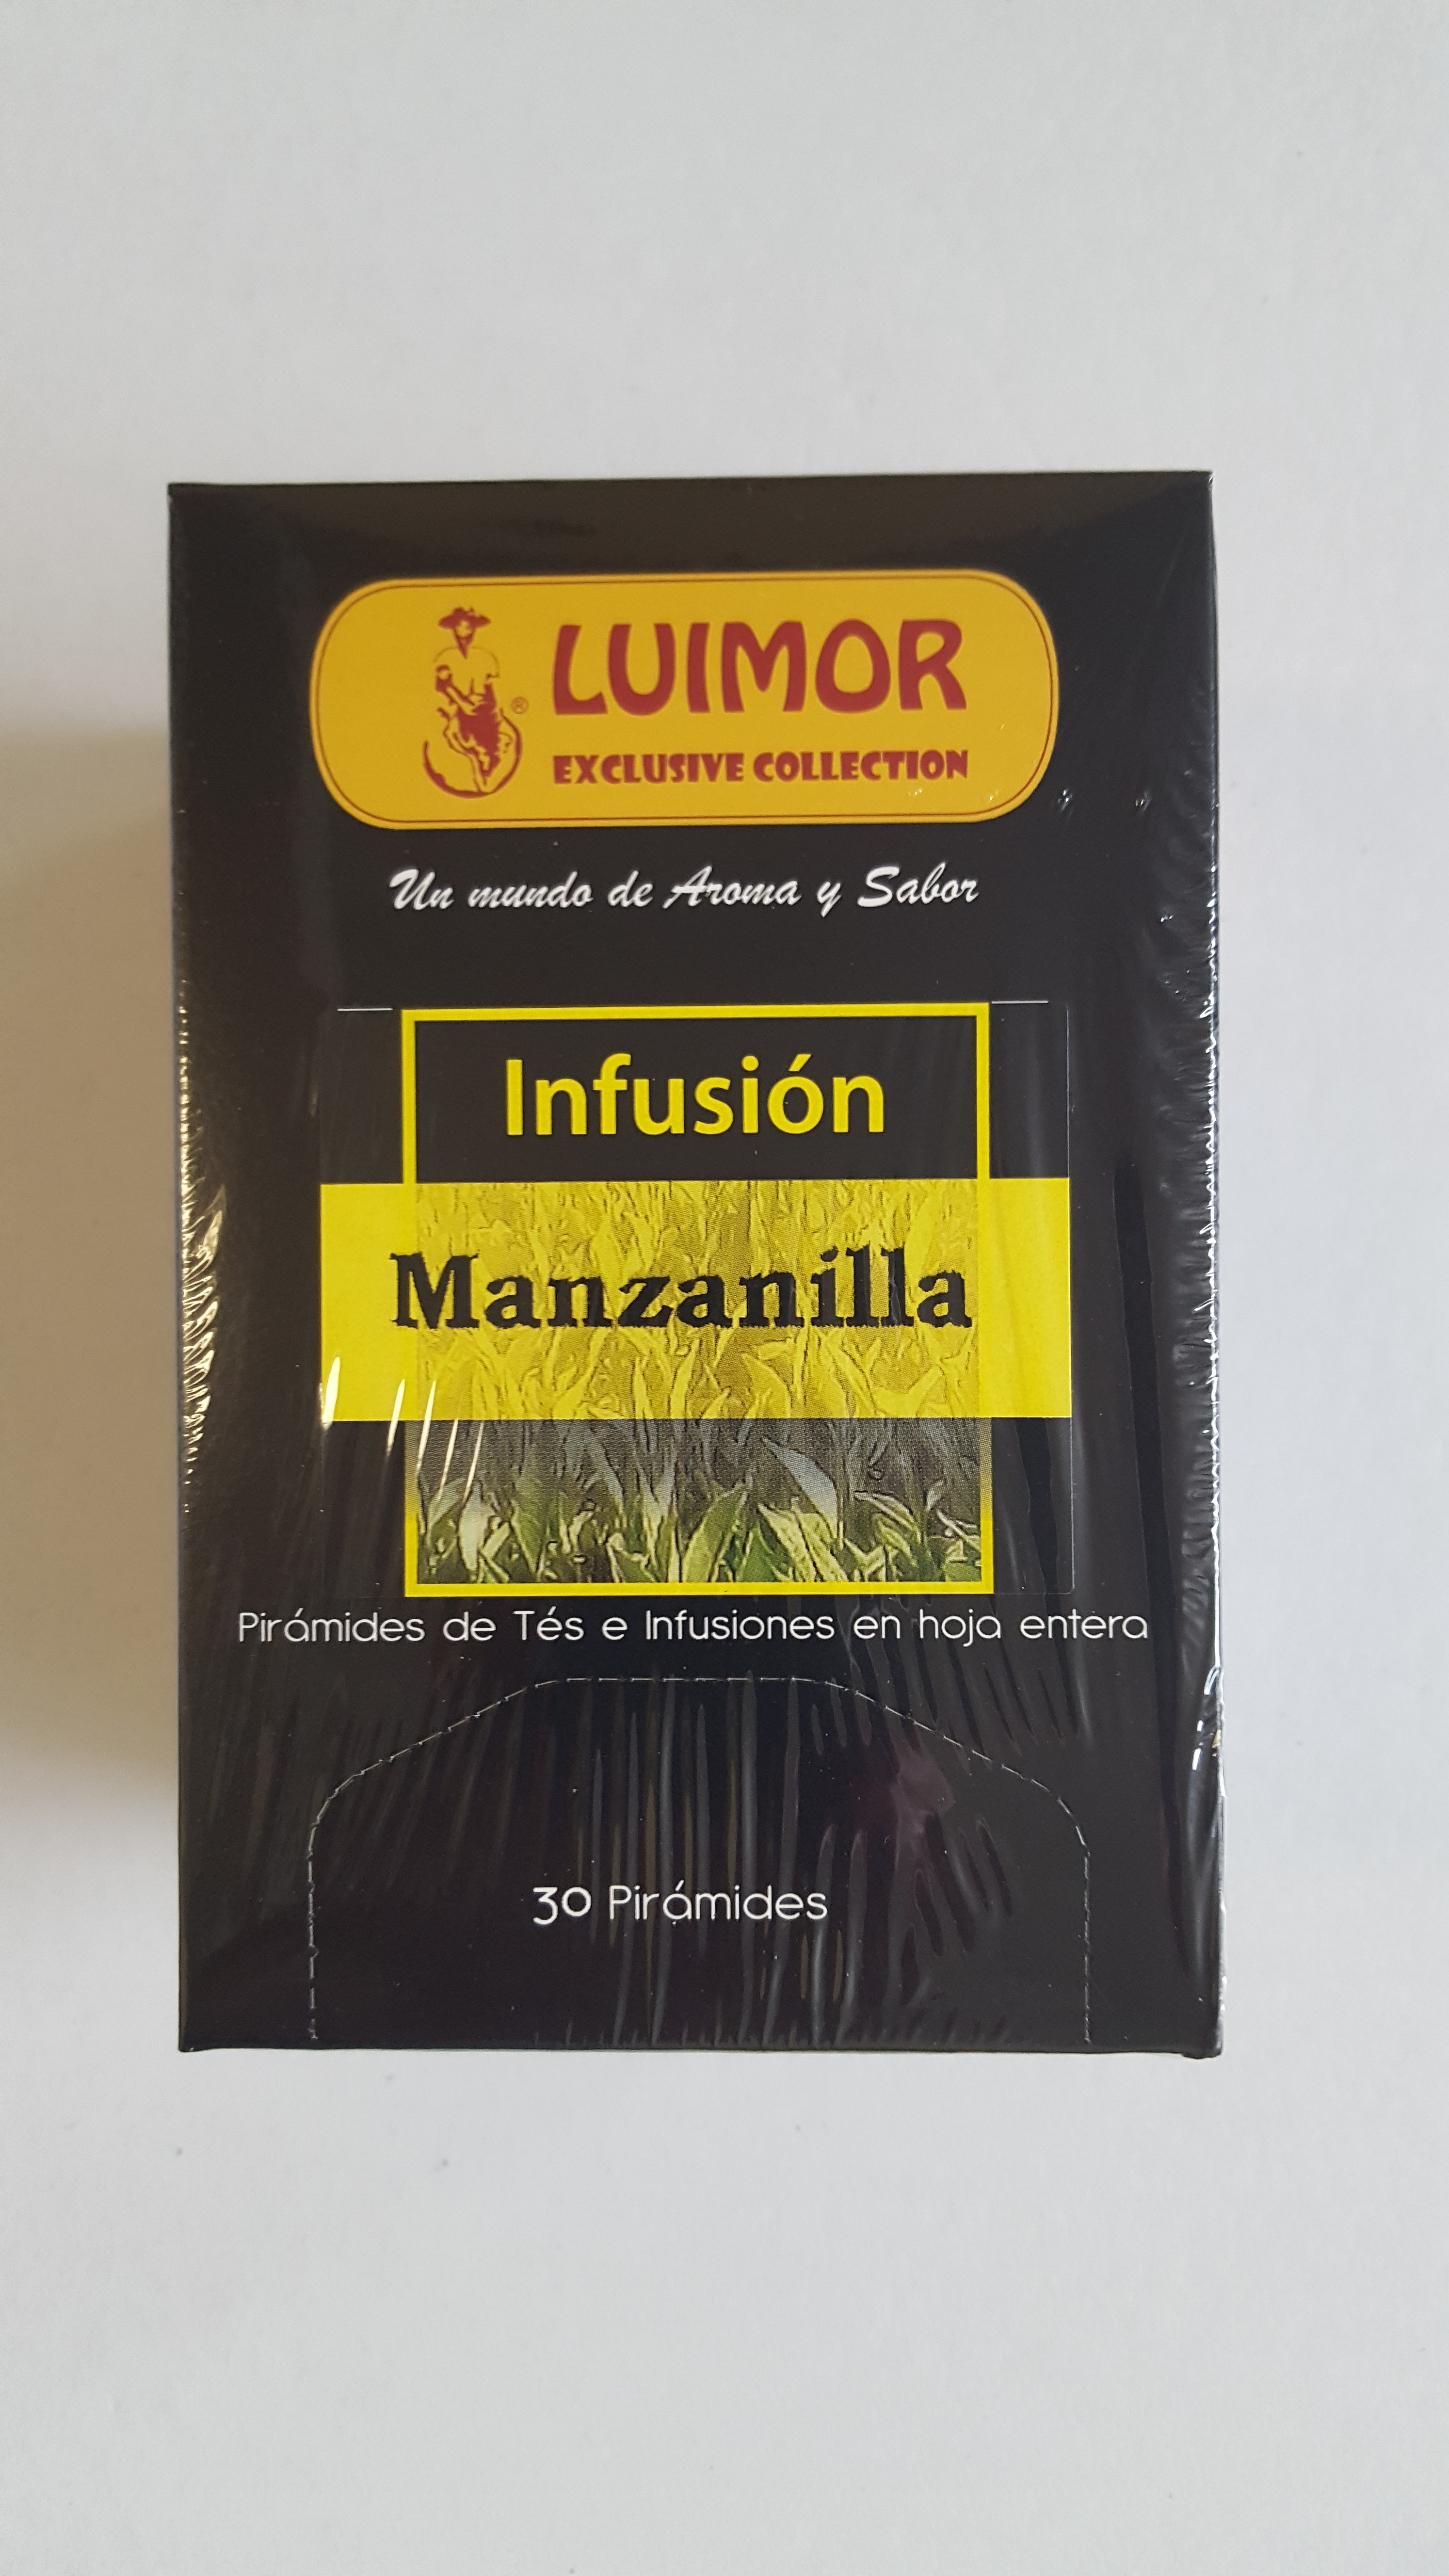 LUIMOR
®
EXCLUSIVE COLLECTION
Un mundo de Aroma y Sabor
Infusión
Manzanilla
Pirámides de Tés e Infusiones en hoja entera
30 Pirámides